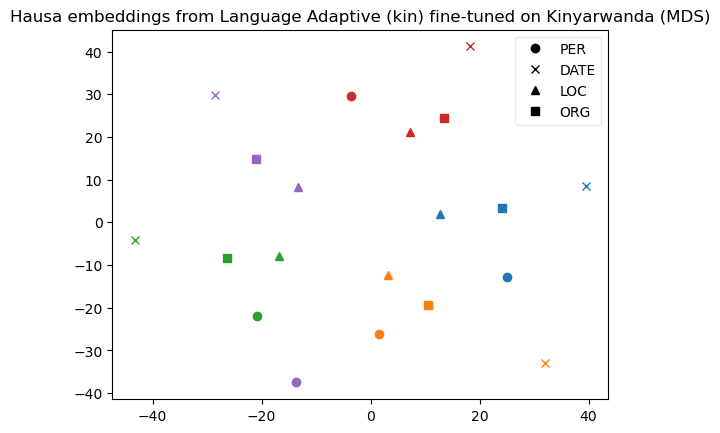 Hausa embeddings from Language Adaptive (kin) fine-tuned on Kinyarwanda (MDS)
PER
DATE
LOC
ORG
40
30
20
10
0
−10
−20
−30
−40
−40 −20 0 20 40